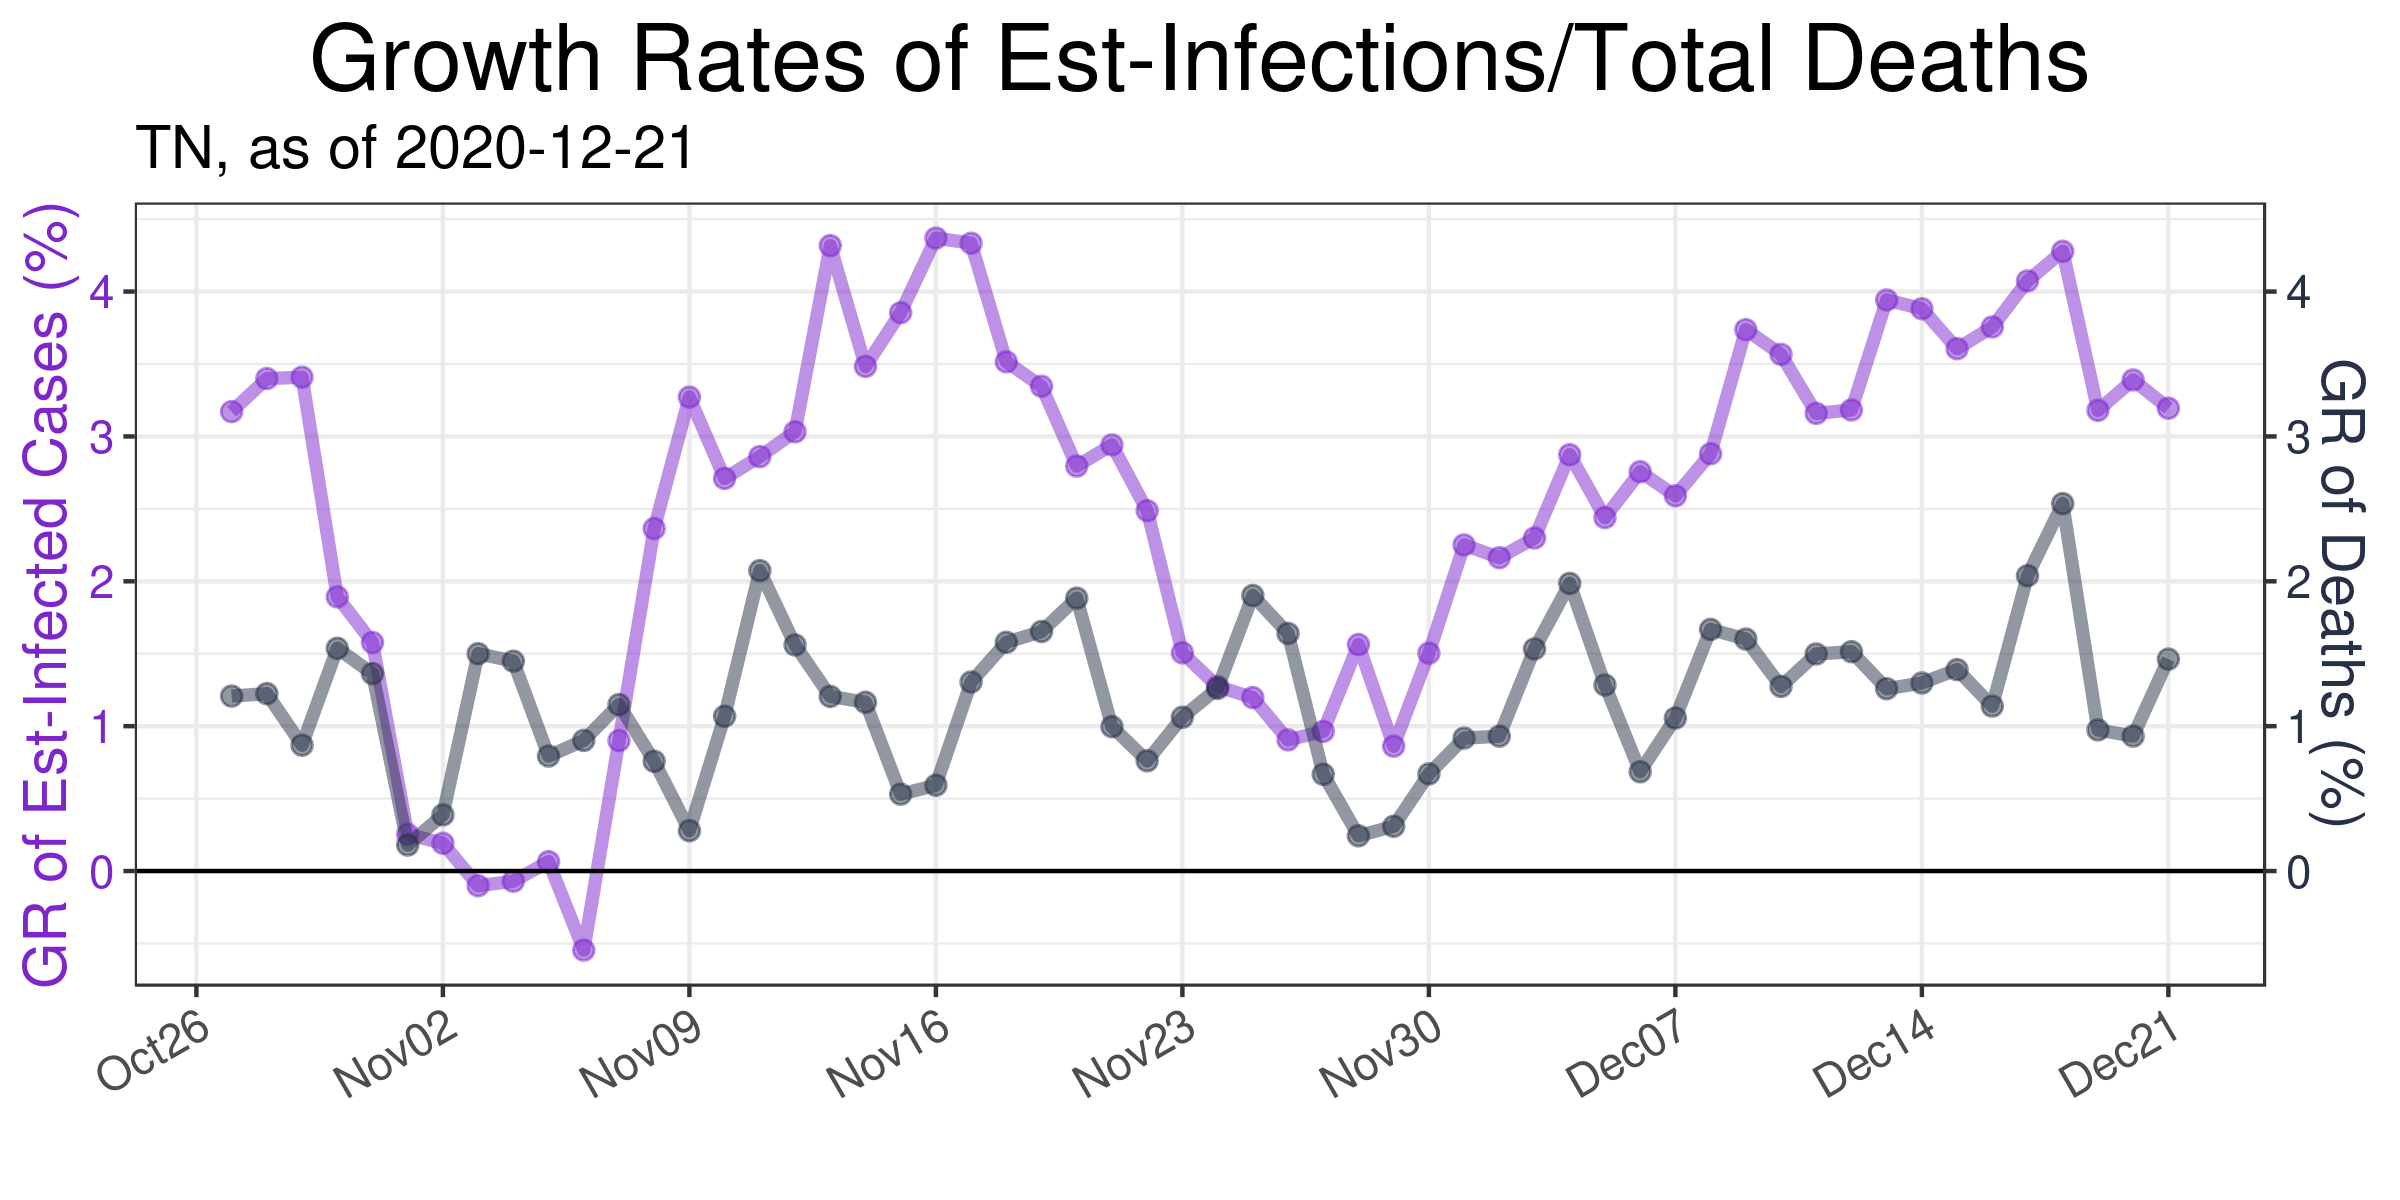 Growth Rates of Est-Infections/Total Deaths
TN, as of 2020-12-21
GR of Est-Infected Cases (%)
4
3
2
1
0
4
3
2
1
0
GR of Deaths (%)
Oct26
Nov02
Nov09
Nov16
Nov23
Nov30
Dec07
Dec14
Dec21